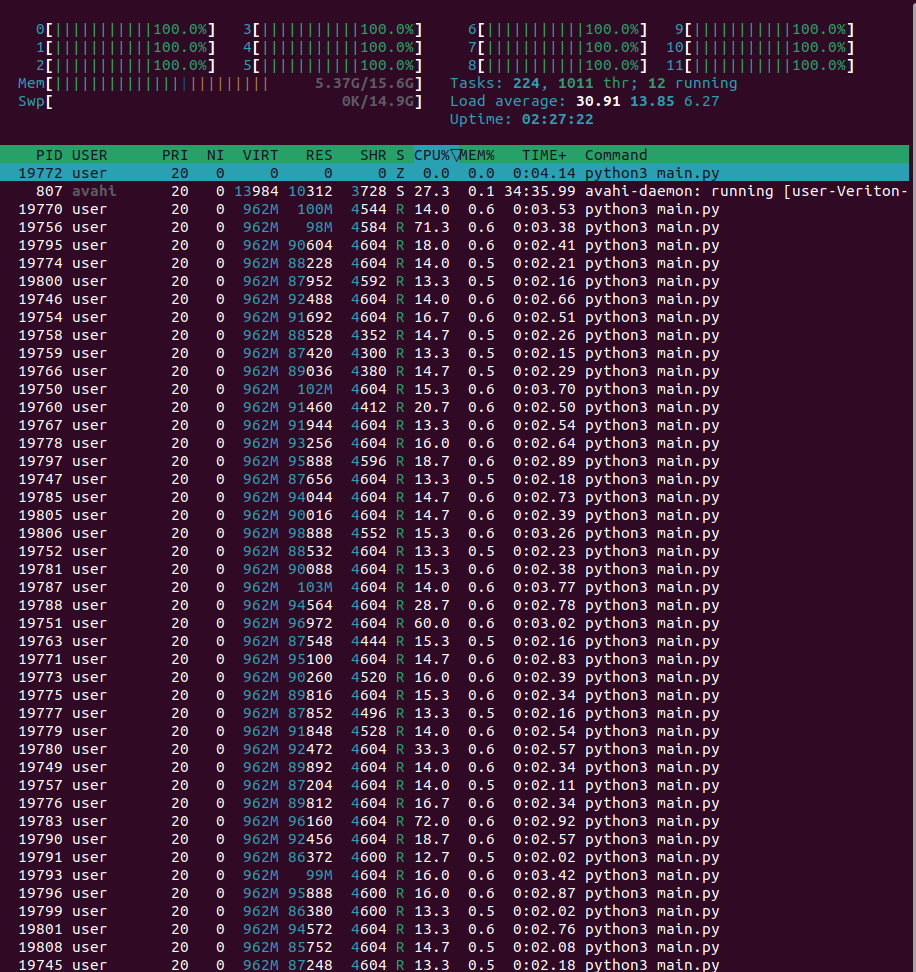 0[|||||||||||100.0%] 3[|||||||||||100.0%] 6[|||||||||||100.0%] 9[|||||||||||100.0%]
1[|||||||||||100.0%] 4[|||||||||||100.0%] 7[|||||||||||100.0%] 10[|||||||||||100.0%]
2[|||||||||||100.0%] 5[|||||||||||100.0%] 8[|||||||||||100.0%] 11[|||||||||||100.0%]
Mem[||||||||||||||||||||||||5.37G/15.6G] Tasks: 224, 1011 thr; 12 running
Swp[ 0K/14.9G] Load average: 30.91 13.85 6.27
Uptime: 02:27:22
PID USER PRI NI VIRT RES SHR S CPU%▽MEM% TIME+ Command
19772 user 20 0 0 0 0 Z 0.0 0.0 0:04.14 python3 main.py
807 avahi 20 0 13984 10312 3728 S 27.3 0.1 34:35.99 avahi-daemon: running [user-Veriton-
19770 user 20 0 962M 100M 4544 R 14.0 0.6 0:03.53 python3 main.py
19756 user 20 0 962M 98M 4584 R 71.3 0.6 0:03.38 python3 main.py
19795 user 20 0 962M 90604 4604 R 18.0 0.6 0:02.41 python3 main.py
19774 user 20 0 962M 88228 4604 R 14.0 0.5 0:02.21 python3 main.py
19800 user 20 0 962M 87952 4592 R 13.3 0.5 0:02.16 python3 main.py
19746 user 20 0 962M 92488 4604 R 14.0 0.6 0:02.66 python3 main.py
19754 user 20 0 962M 91692 4604 R 16.7 0.6 0:02.51 python3 main.py
19758 user 20 0 962M 88528 4352 R 14.7 0.5 0:02.26 python3 main.py
19759 user 20 0 962M 87420 4300 R 13.3 0.5 0:02.15 python3 main.py
19766 user 20 0 962M 89036 4380 R 14.7 0.5 0:02.29 python3 main.py
19750 user 20 0 962M 102M 4604 R 15.3 0.6 0:03.70 python3 main.py
19760 user 20 0 962M 91460 4412 R 20.7 0.6 0:02.50 python3 main.py
19767 user 20 0 962M 91944 4604 R 13.3 0.6 0:02.54 python3 main.py
19778 user 20 0 962M 93256 4604 R 16.0 0.6 0:02.64 python3 main.py
19797 user 20 0 962M 95888 4596 R 18.7 0.6 0:02.89 python3 main.py
19747 user 20 0 962M 87656 4604 R 13.3 0.5 0:02.18 python3 main.py
19785 user 20 0 962M 94044 4604 R 14.7 0.6 0:02.73 python3 main.py
19805 user 20 0 962M 90016 4604 R 14.7 0.6 0:02.39 python3 main.py
19806 user 20 0 962M 98888 4552 R 15.3 0.6 0:03.26 python3 main.py
19752 user 20 0 962M 88532 4604 R 13.3 0.5 0:02.23 python3 main.py
19781 user 20 0 962M 90088 4604 R 15.3 0.6 0:02.38 python3 main.py
19787 user 20 0 962M 103M 4604 R 14.0 0.6 0:03.77 python3 main.py
19788 user 20 0 962M 94564 4604 R 28.7 0.6 0:02.78 python3 main.py
19751 user 20 0 962M 96972 4604 R 60.0 0.6 0:03.02 python3 main.py
19763 user 20 0 962M 87548 4444 R 15.3 0.5 0:02.16 python3 main.py
19771 user 20 0 962M 95100 4604 R 14.7 0.6 0:02.83 python3 main.py
19773 user 20 0 962M 90260 4520 R 16.0 0.6 0:02.39 python3 main.py
19775 user 20 0 962M 89816 4604 R 15.3 0.6 0:02.34 python3 main.py
19777 user 20 0 962M 87852 4496 R 13.3 0.5 0:02.16 python3 main.py
19779 user 20 0 962M 91848 4528 R 14.0 0.6 0:02.54 python3 main.py
19780 user 20 0 962M 92472 4604 R 33.3 0.6 0:02.57 python3 main.py
19749 user 20 0 962M 89892 4604 R 14.0 0.6 0:02.34 python3 main.py
19757 user 20 0 962M 87204 4604 R 14.0 0.5 0:02.11 python3 main.py
19776 user 20 0 962M 89812 4604 R 16.7 0.6 0:02.34 python3 main.py
19783 user 20 0 962M 96160 4604 R 72.0 0.6 0:02.92 python3 main.py
19790 user 20 0 962M 92456 4604 R 18.7 0.6 0:02.57 python3 main.py
19791 user 20 0 962M 86372 4600 R 12.7 0.5 0:02.02 python3 main.py
19793 user 20 0 962M 99M 4604 R 16.0 0.6 0:03.42 python3 main.py
19796 user 20 0 962M 95888 4600 R 16.0 0.6 0:02.87 python3 main.py
19799 user 20 0 962M 86380 4600 R 13.3 0.5 0:02.02 python3 main.py
19801 user 20 0 962M 94572 4604 R 13.3 0.6 0:02.76 python3 main.py
19808 user 20 0 962M 85752 4604 R 14.7 0.5 0:02.08 python3 main.py
19745 user 20 0 962M 87248 4604 R 13.3 0.5 0:02.18 python3 main.py